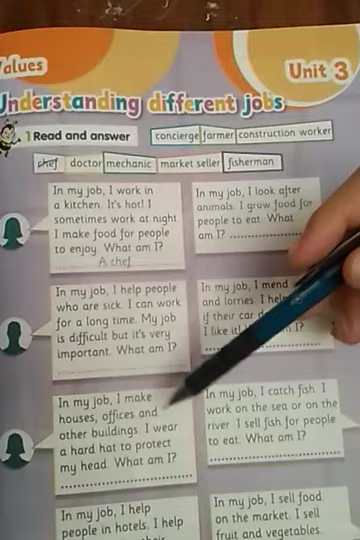 Values
Unit 3
Understanding different jobs
1 Read and answer
concierge farmer construction worker
chef doctor mechanic market seller fisherman
In my job, I work in
a kitchen. It's hot! I
sometimes work at night.
I make food for people
to enjoy. What am I?
A chef
In my job, I look after
animals. I grow food for
people to eat. What
am I?
In my job, I help people
who are sick. I can work
for a long time. My job
is difficult but it's very
important. What am I?
In my job, I mend
and lorries. I help
if their car
I like it! I?
In my job, I make
houses, offices and
other buildings. I wear
a hard hat to protect
my head. What am I?
In my job, I catch fish. I
work on the sea or on the
river. I sell fish for people
to eat. What am I?
In my job, I help
people in hotels. I help
their
In my job, I sell food
on the market. I sell
fruit and vegetables.